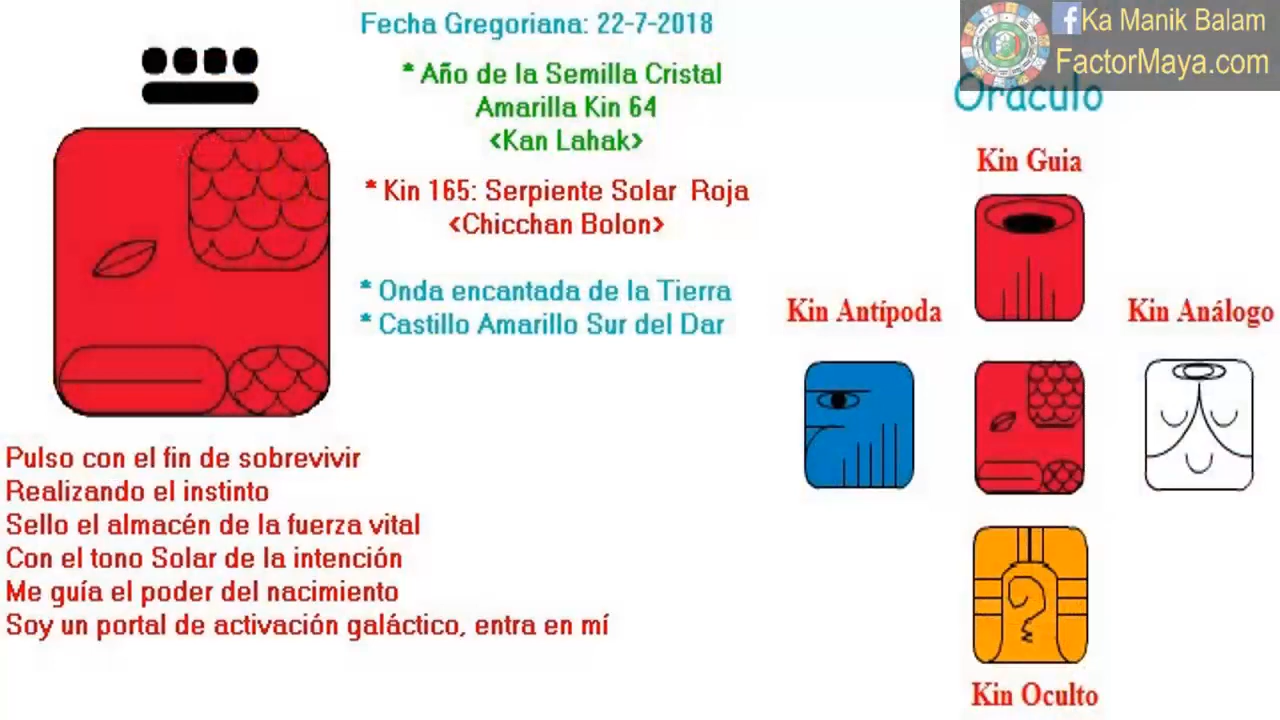 Fecha Gregoriana: 22-7-2018
* Año de la Semilla Cristal
Amarilla Kin 64
<Kan Lahak>
* Kin 165: Serpiente Solar Roja
<Chicchan Bolon>
* Onda encantada de la Tierra
* Castillo Amarillo Sur del Dar
Pulso con el fin de sobrevivir
Realizando el instinto
Sello el almacén de la fuerza vital
Con el tono Solar de la intención
Me guía el poder del nacimiento
Soy un portal de activación galáctico, entra en mí
Ka Manik Balam
FactorMaya.com
Oráculo
Kin Guia
Kin Antípoda
Kin Análogo
Kin Oculto